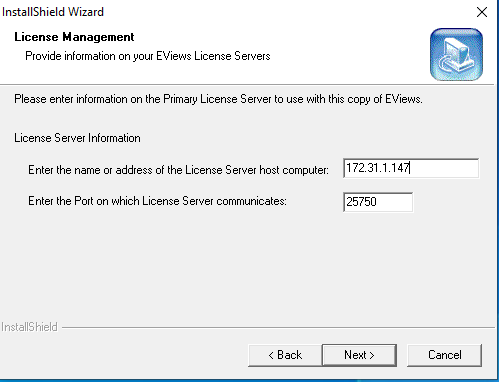 InstallShield Wizard
License Management
Provide information on your EViews License Servers
Please enter information on the Primary License Server to use with this copy of EViews.
License Server Information
Enter the name or address of the License Server host computer: 172.31.1.147
Enter the Port on which License Server communicates: 25750
InstallShield
< Back Next > Cancel